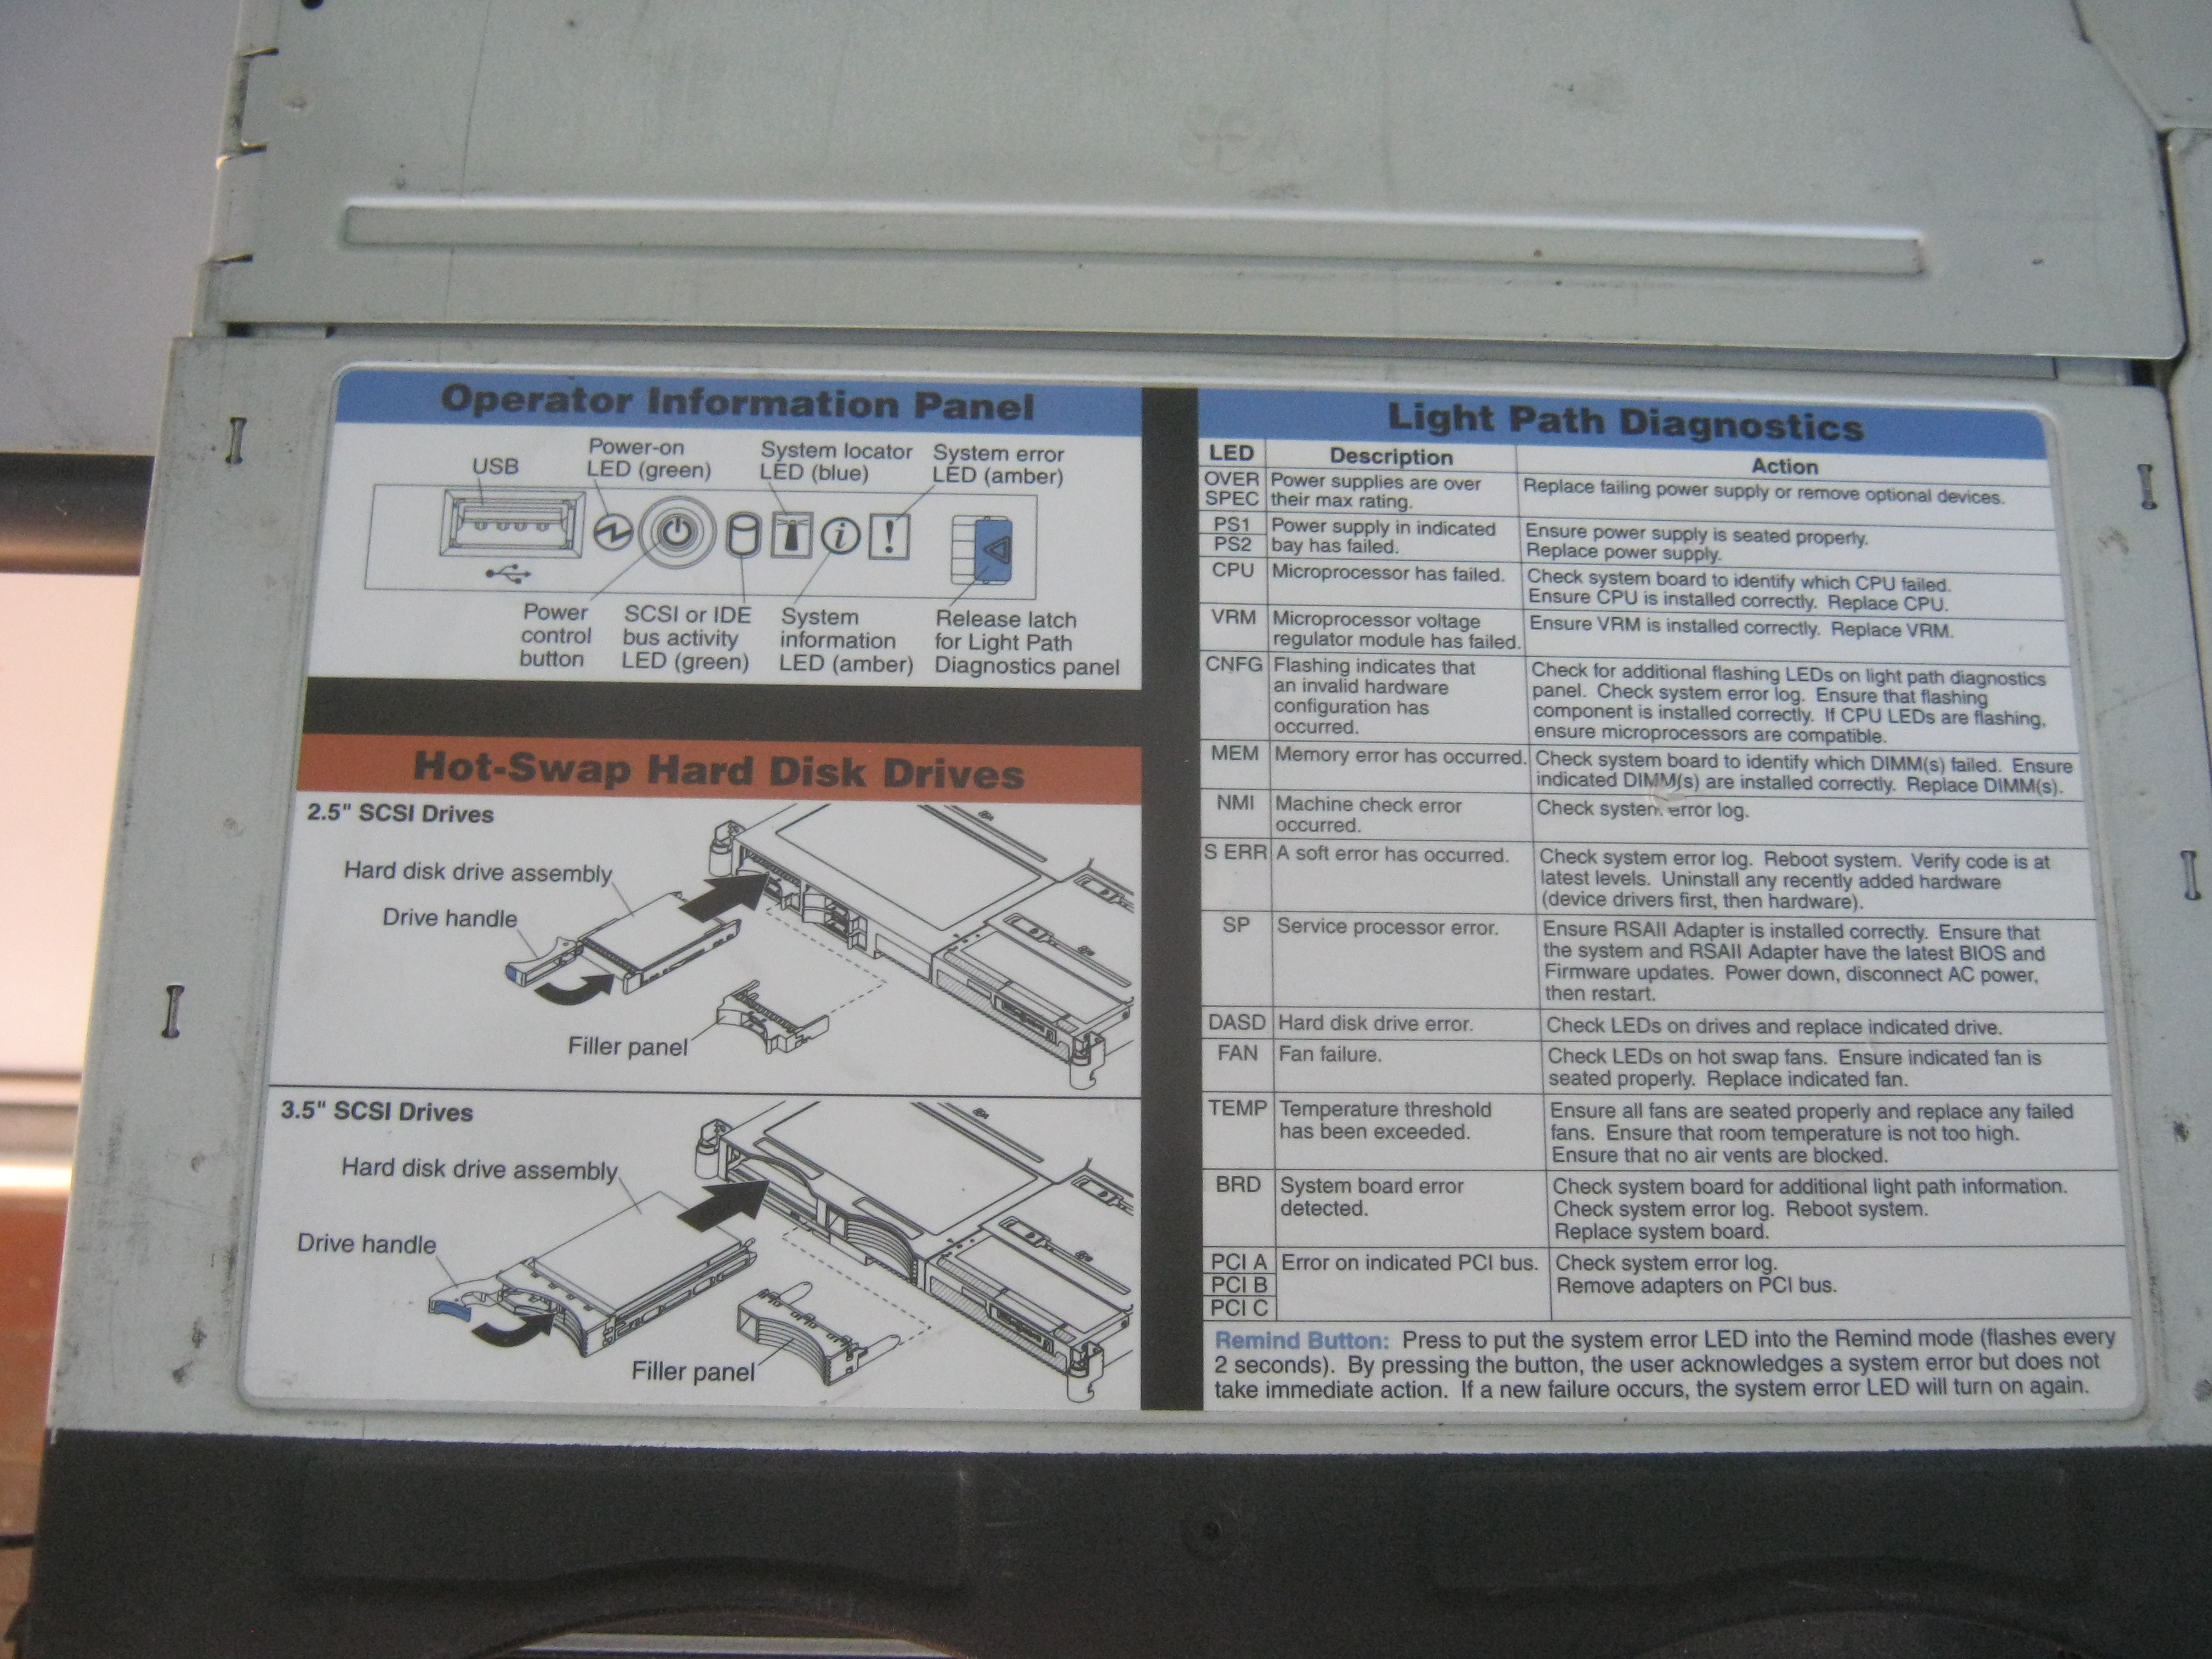 Operator Information Panel
USB
Power-on
LED (green)
System locator
LED (blue)
System error
LED (amber)
Power
control
button
SCSI or IDE
bus activity
LED (green)
System
information
LED (amber)
Release latch
for Light Path
Diagnostics panel
Hot-Swap Hard Disk Drives
2.5" SCSI Drives
Hard disk drive assembly
Drive handle
Filler panel
3.5" SCSI Drives
Hard disk drive assembly
Drive handle
Filler panel
Light Path Diagnostics
LED Description Action
OVER Power supplies are over Replace failing power supply or remove optional devices.
SPEC their max rating.
PS1 Power supply in indicated Ensure power supply is seated properly.
PS2 bay has failed. Replace power supply.
CPU Microprocessor has failed. Check system board to identify which CPU failed.
Ensure CPU is installed correctly. Replace CPU.
VRM Microprocessor voltage Ensure VRM is installed correctly. Replace VRM.
regulator module has failed.
CNFG Flashing indicates that Check for additional flashing LEDs on light path diagnostics
an invalid hardware panel. Check system error log. Ensure that flashing
configuration has component is installed correctly. If CPU LEDs are flashing,
occurred. ensure microprocessors are compatible.
MEM Memory error has occurred. Check system board to identify which DIMM(s) failed. Ensure
indicated DIMM(s) are installed correctly. Replace DIMM(s).
NMI Machine check error Check system error log.
occurred.
S ERR A soft error has occurred. Check system error log. Reboot system. Verify code is at
latest levels. Uninstall any recently added hardware
(device drivers first, then hardware).
SP Service processor error. Ensure RSAII Adapter is installed correctly. Ensure that
the system and RSAII Adapter have the latest BIOS and
Firmware updates. Power down, disconnect AC power,
then restart.
DASD Hard disk drive error. Check LEDs on drives and replace indicated drive.
FAN Fan failure. Check LEDs on hot swap fans. Ensure indicated fan is
seated properly. Replace indicated fan.
TEMP Temperature threshold Ensure all fans are seated properly and replace any failed
has been exceeded. fans. Ensure that room temperature is not too high.
Ensure that no air vents are blocked.
BRD System board error Check system board for additional light path information.
detected. Check system error log. Reboot system.
Replace system board.
PCI A Error on indicated PCI bus. Check system error log.
PCI B Remove adapters on PCI bus.
PCI C
Remind Button: Press to put the system error LED into the Remind mode (flashes every
2 seconds). By pressing the button, the user acknowledges a system error but does not
take immediate action. If a new failure occurs, the system error LED will turn on again.